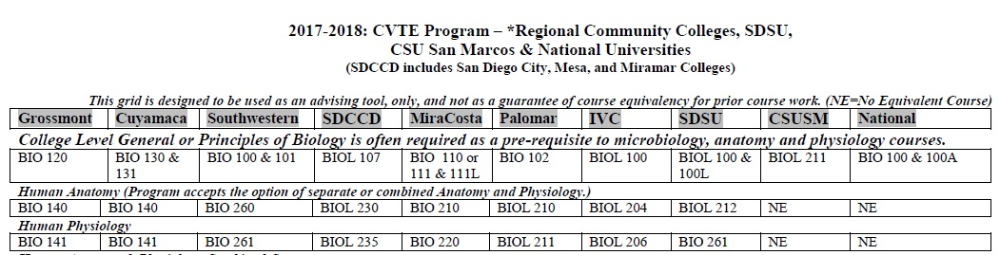 2017-2018: CVTE Program – *Regional Community Colleges, SDSU,
CSU San Marcos & National Universities
(SDCCD includes San Diego City, Mesa, and Miramar Colleges)
This grid is designed to be used as an advising tool, only, and not as a guarantee of course equivalency for prior course work. (NE=No Equivalent Course)
Grossmont Cuyamaca Southwestern SDCCD MiraCosta Palomar IVC SDSU CSUSM National
College Level General or Principles of Biology is often required as a pre-requisite to microbiology, anatomy and physiology courses.
BIO 120 BIO 130 & BIO 100 & 101 BIOL 107 BIO 110 or BIO 102 BIOL 100 BIOL 100 & BIOL 211 BIO 100 & 100A
131 111 & 111L 100L
Human Anatomy (Program accepts the option of separate or combined Anatomy and Physiology.)
BIO 140 BIO 140 BIO 260 BIOL 230 BIO 210 BIOL 210 BIOL 204 BIOL 212 NE NE
Human Physiology
BIO 141 BIO 141 BIO 261 BIOL 235 BIO 220 BIOL 211 BIOL 206 BIO 261 NE NE